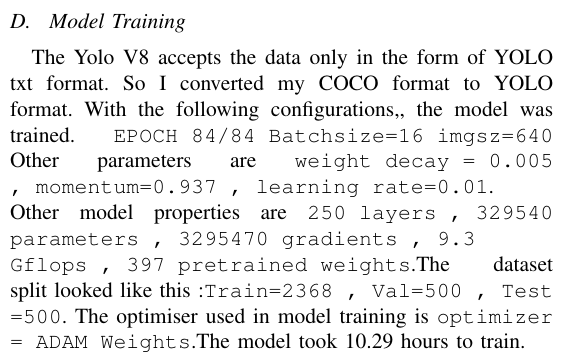 D. Model Training
The Yolo V8 accepts the data only in the form of YOLO
txt format. So I converted my COCO format to YOLO
format. With the following configurations,, the model was
trained. EPOCH 84/84 Batchsize=16 imgsz=640
Other parameters are weight decay = 0.005
, momentum=0.937 , learning rate=0.01.
Other model properties are 250 layers , 329540
parameters , 3295470 gradients , 9.3
Gflops , 397 pretrained weights.The dataset
split looked like this :Train=2368 , Val=500 , Test
=500. The optimiser used in model training is optimizer
= ADAM Weights.The model took 10.29 hours to train.